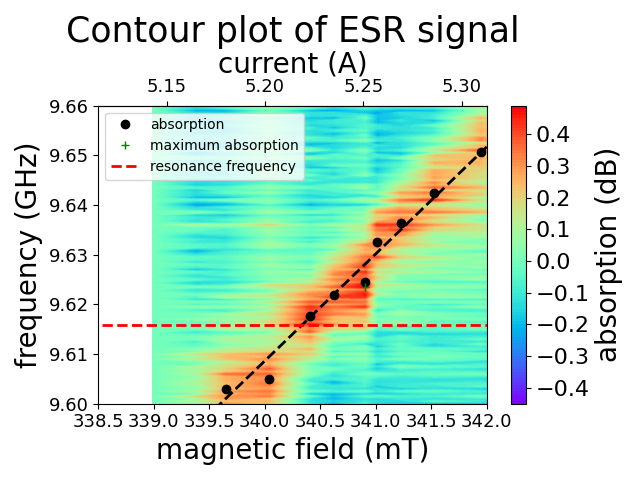 Contour plot of ESR signal
current (A)
5.15 5.20 5.25 5.30
9.66
9.65
9.64
9.63
9.62
9.61
9.60
frequency (GHz)
absorption
maximum absorption
resonance frequency
338.5 339.0 339.5 340.0 340.5 341.0 341.5 342.0
magnetic field (mT)
0.4
0.3
0.2
0.1
0.0
−0.1
−0.2
−0.3
−0.4
absorption (dB)